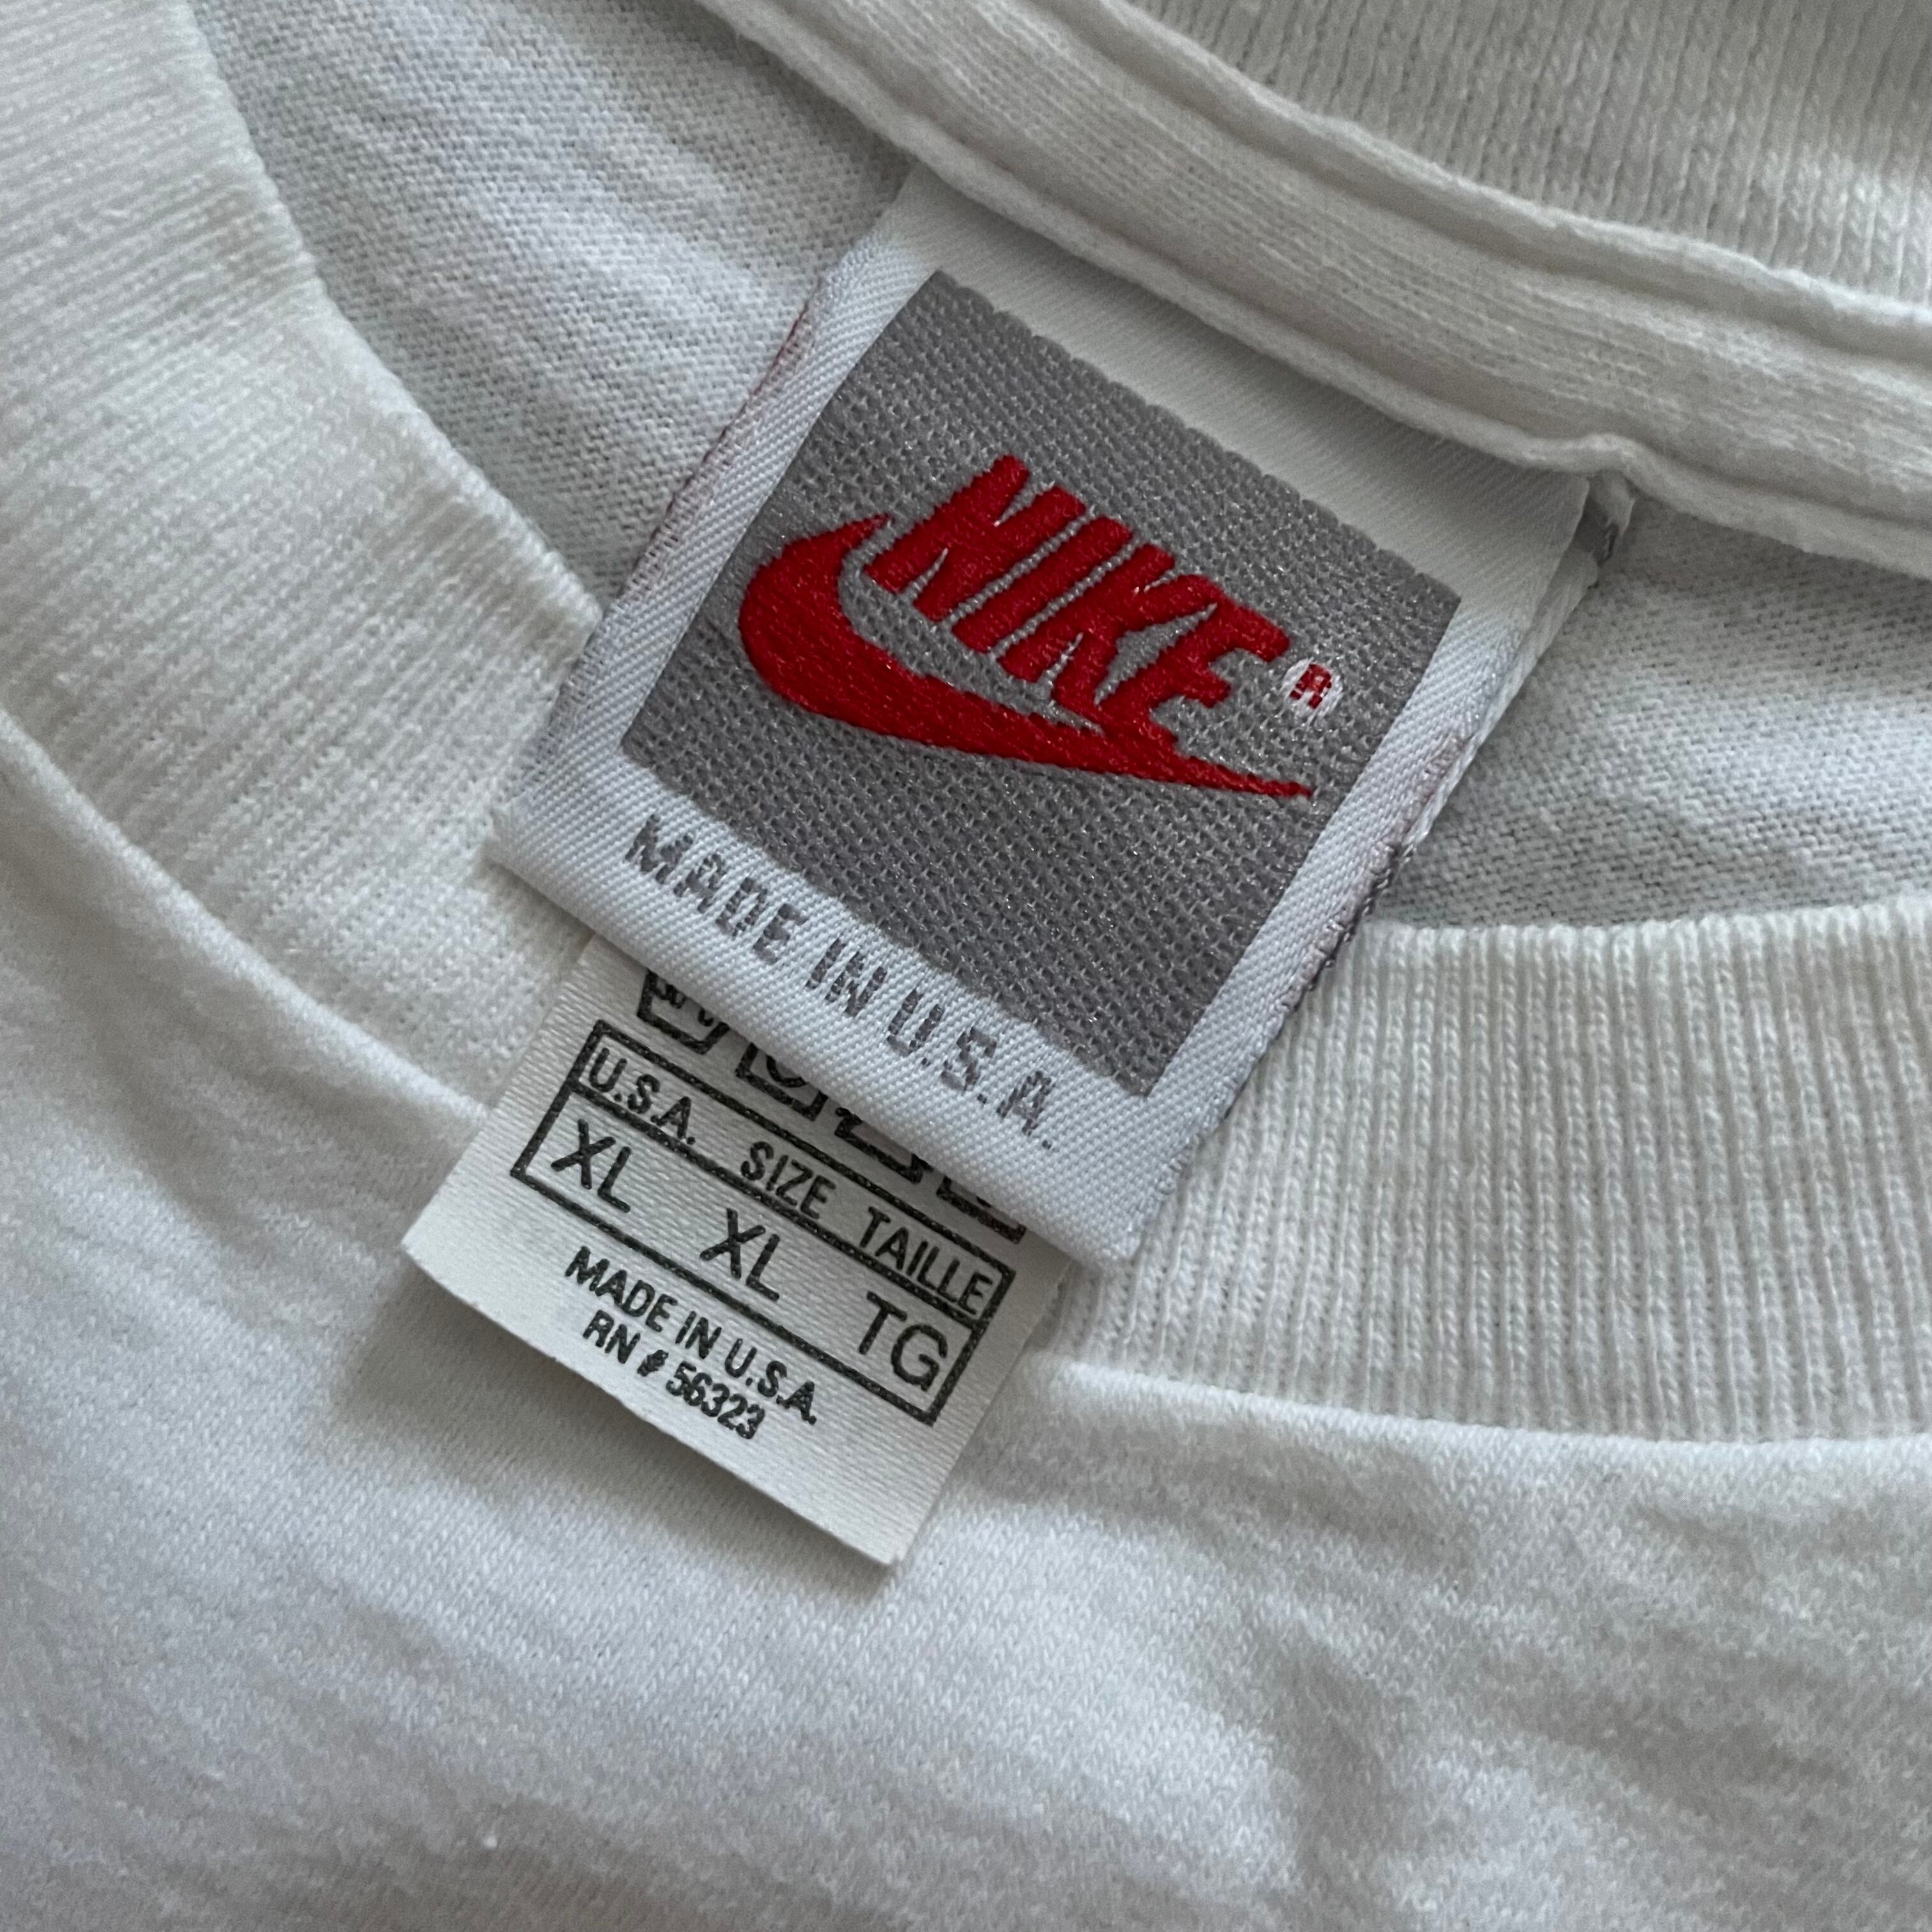 NIKE®
MADE IN U.S.A.
U.S.A. SIZE TAILLE
XL XL TG
MADE IN U.S.A.
RN # 56323